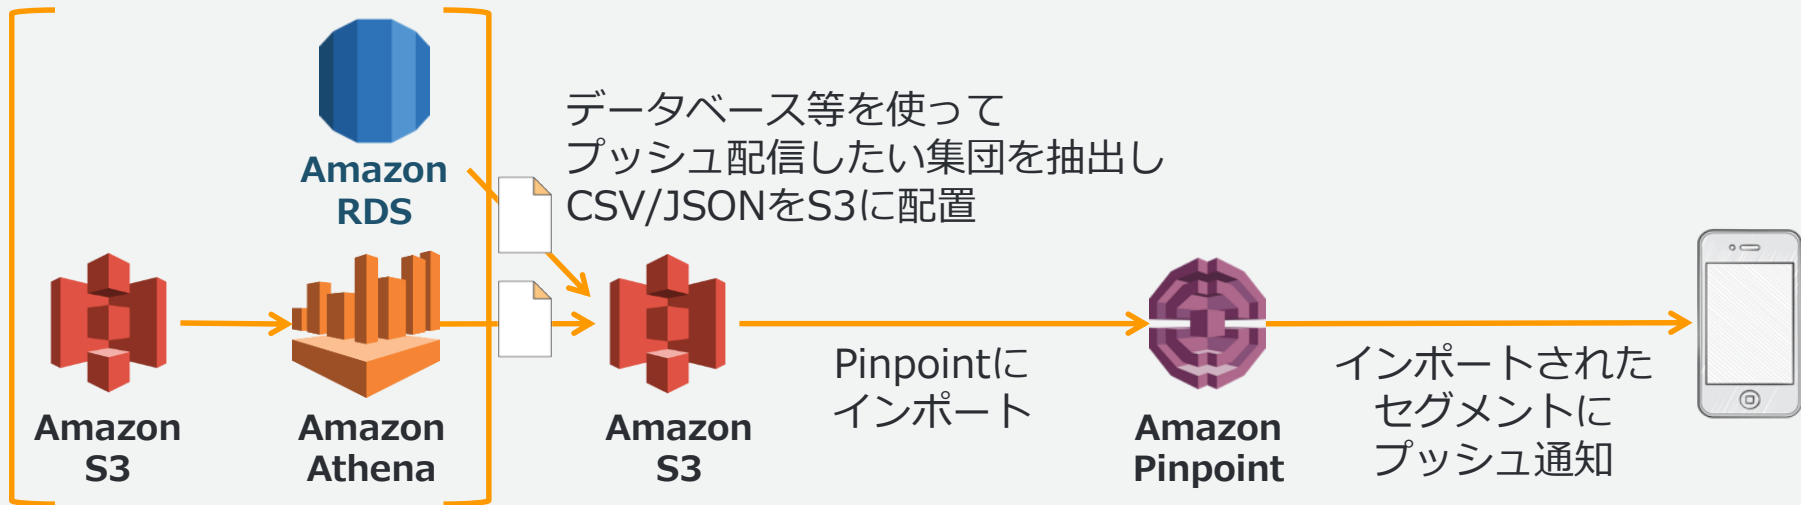 Amazon
RDS
データベース等を使って
プッシュ配信したい集団を抽出し
CSV/JSONをS3に配置
Amazon
S3
Amazon
Athena
Amazon
S3
Pinpointに
インポート
Amazon
Pinpoint
インポートされた
セグメントに
プッシュ通知